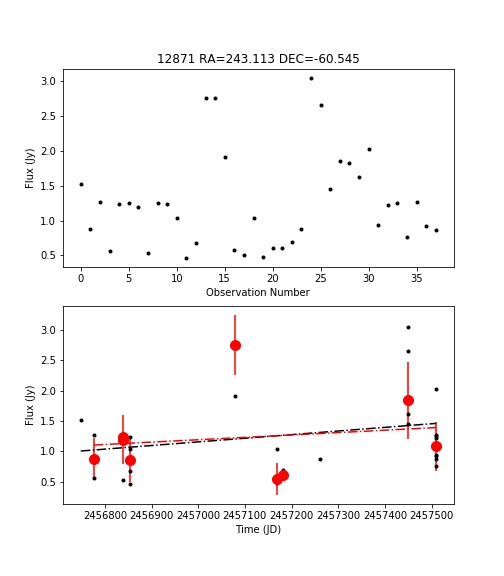 12871 RA=243.113 DEC=-60.545
3.0
2.5
2.0
1.5
1.0
0.5
Flux (Jy)
0 5 10 15 20 25 30 35
Observation Number
3.0
2.5
2.0
1.5
1.0
0.5
Flux (Jy)
2456800 2456900 2457000 2457100 2457200 2457300 2457400 2457500
Time (JD)